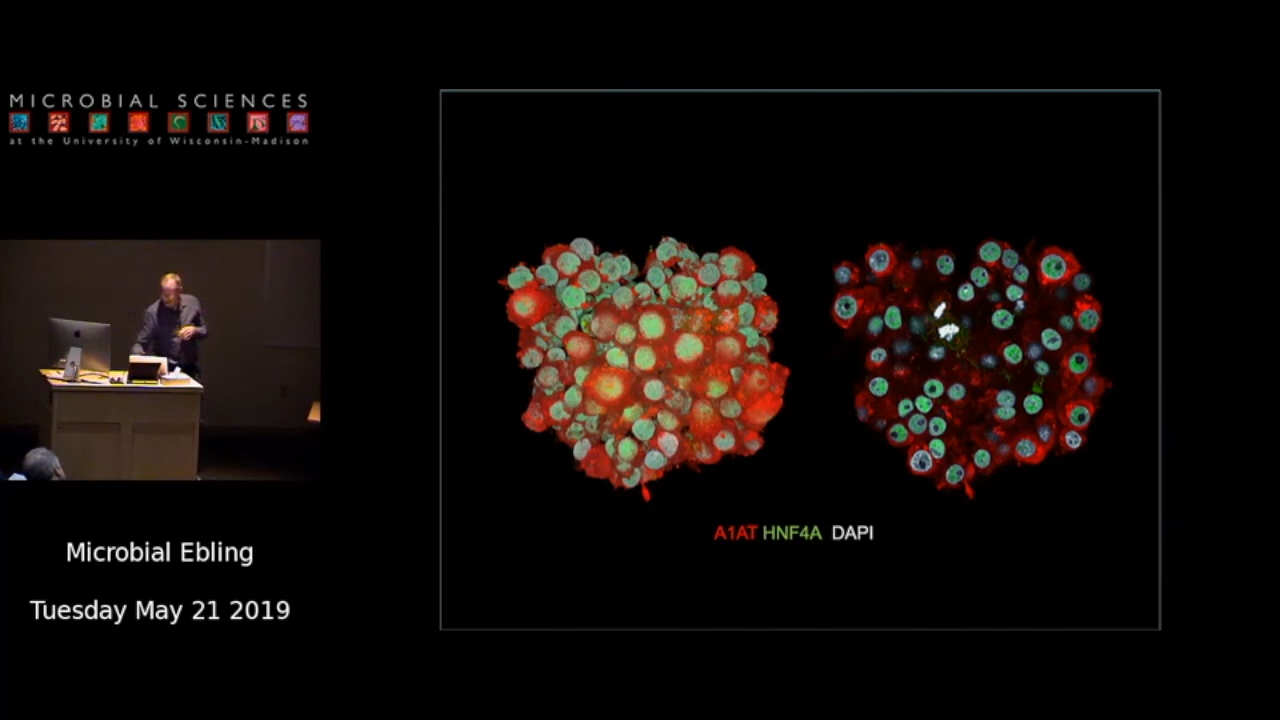 MICROBIAL SCIENCES
at the University of Wisconsin-Madison
A1AT HNF4A DAPI
Microbial Ebling
Tuesday May 21 2019